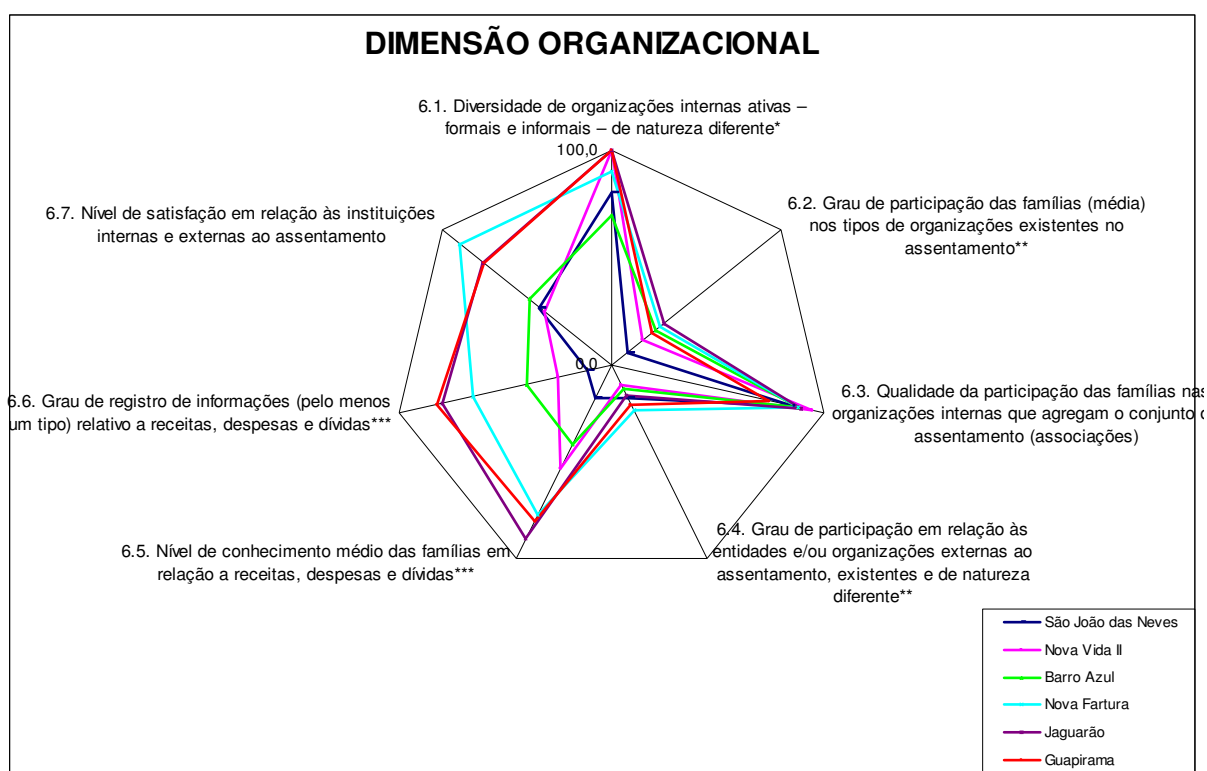 DIMENSÃO ORGANIZACIONAL
6.1. Diversidade de organizações internas ativas –
formais e informais – de natureza diferente*
100,0
6.2. Grau de participação das famílias (média)
nos tipos de organizações existentes no
assentamento**
6.7. Nível de satisfação em relação às instituições
internas e externas ao assentamento
0,0
6.3. Qualidade da participação das famílias nas
organizações internas que agregam o conjunto
assentamento (associações)
6.6. Grau de registro de informações (pelo menos
um tipo) relativo a receitas, despesas e dívidas***
6.4. Grau de participação em relação às
entidades e/ou organizações externas ao
assentamento, existentes e de natureza
diferente**
6.5. Nível de conhecimento médio das famílias em
relação a receitas, despesas e dívidas***
São João das Neves
Nova Vida II
Barro Azul
Nova Fartura
Jaguarão
Guapirama